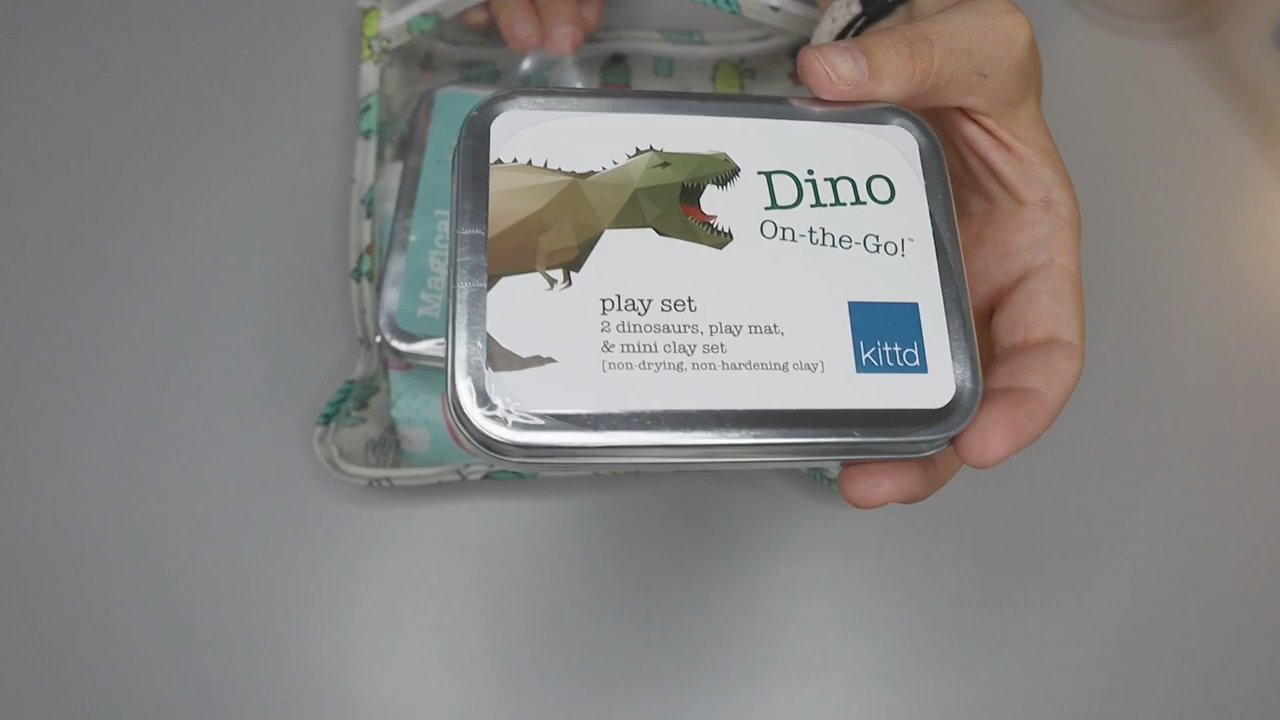 Dino
On-the-Go!™
play set
2 dinosaurs, play mat,
& mini clay set
[non-drying, non-hardening clay]
kittd
Magical